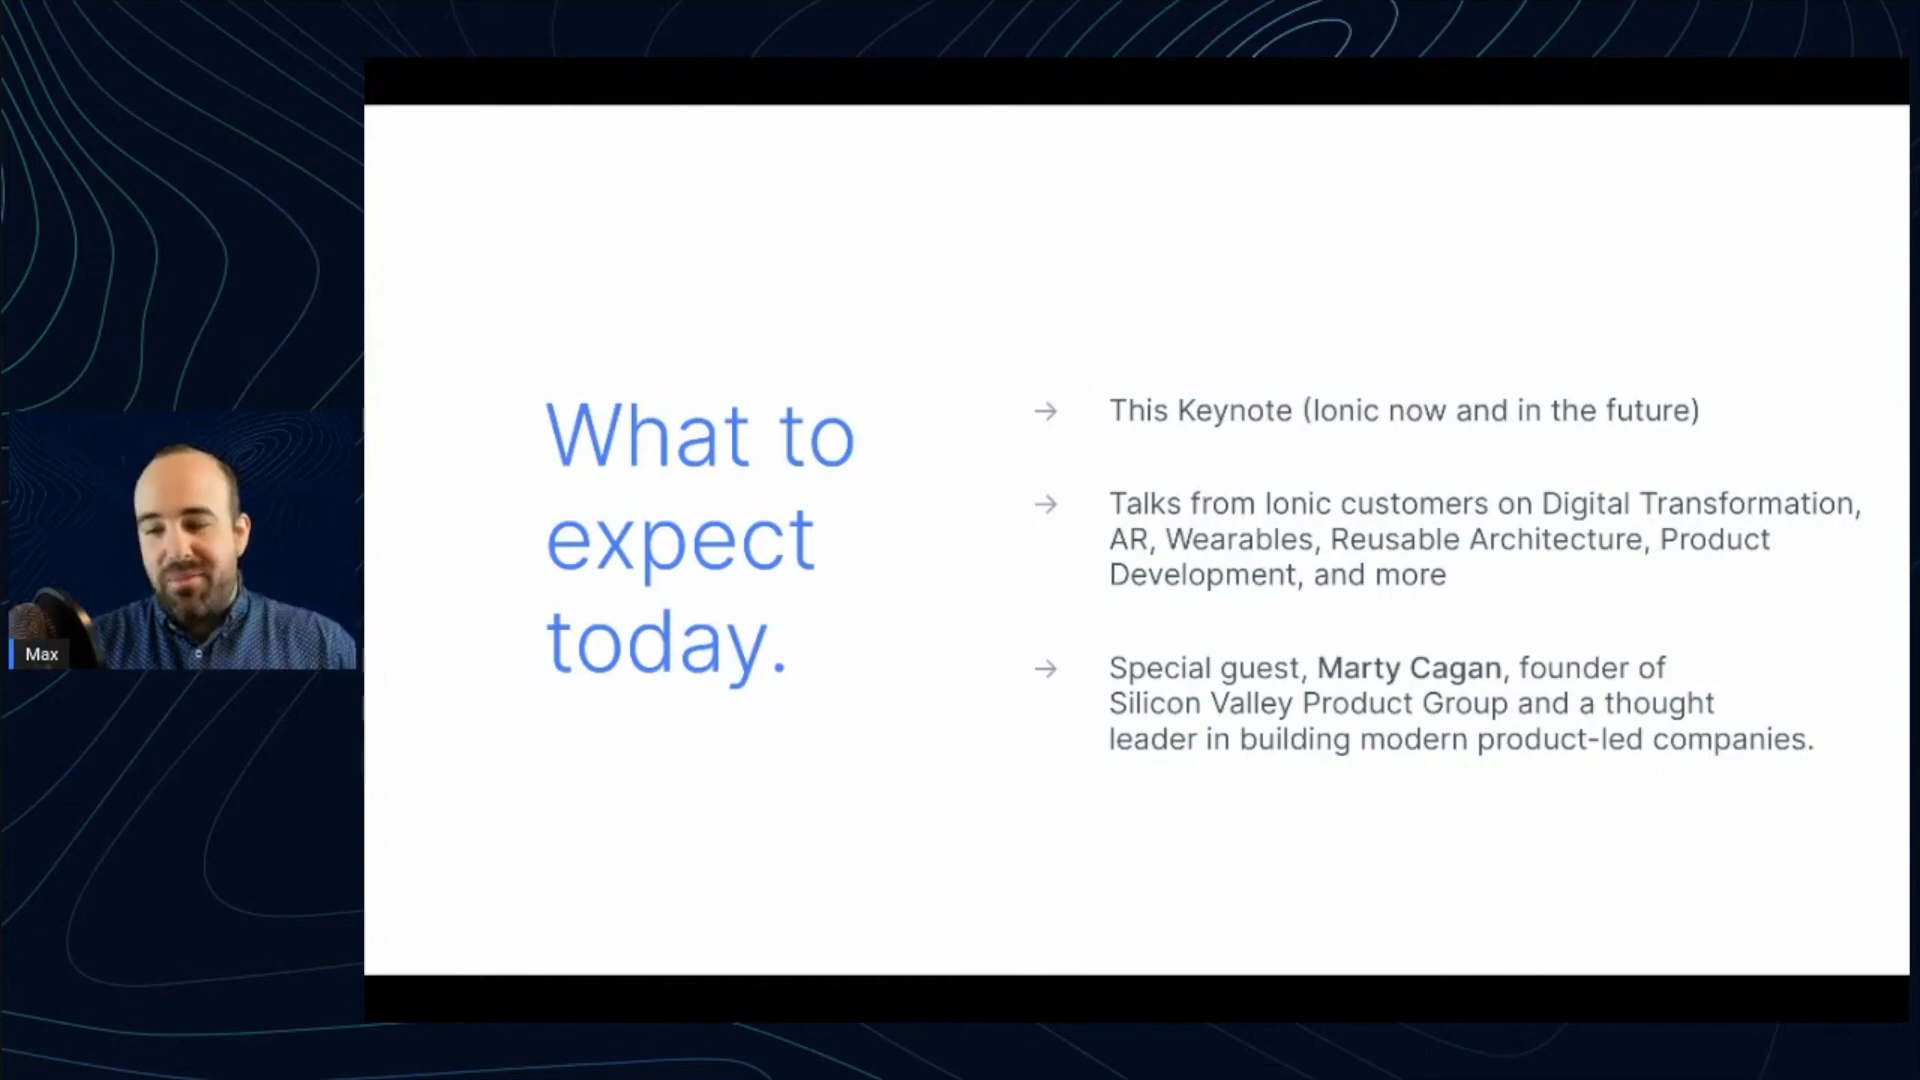 What to
expect
today.
→ This Keynote (Ionic now and in the future)
→ Talks from Ionic customers on Digital Transformation,
AR, Wearables, Reusable Architecture, Product
Development, and more
→ Special guest, Marty Cagan, founder of
Silicon Valley Product Group and a thought
leader in building modern product-led companies.
Max